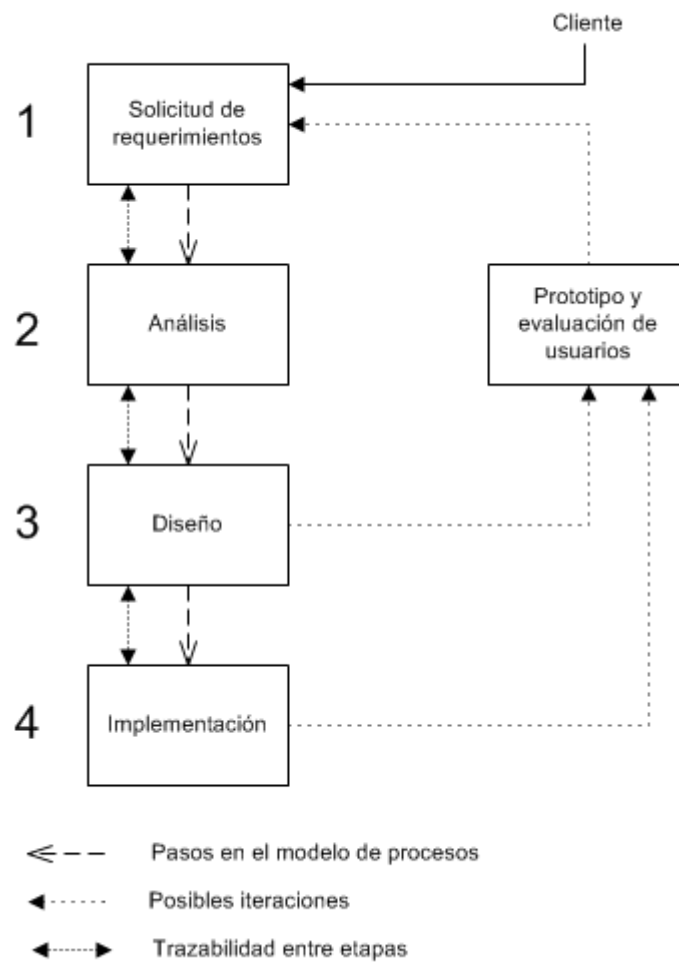 Cliente
1
Solicitud de
requerimientos
2
Análisis
Prototipo y
evaluación de
usuarios
3
Diseño
4
Implementación
Pasos en el modelo de procesos
Posibles iteraciones
Trazabilidad entre etapas